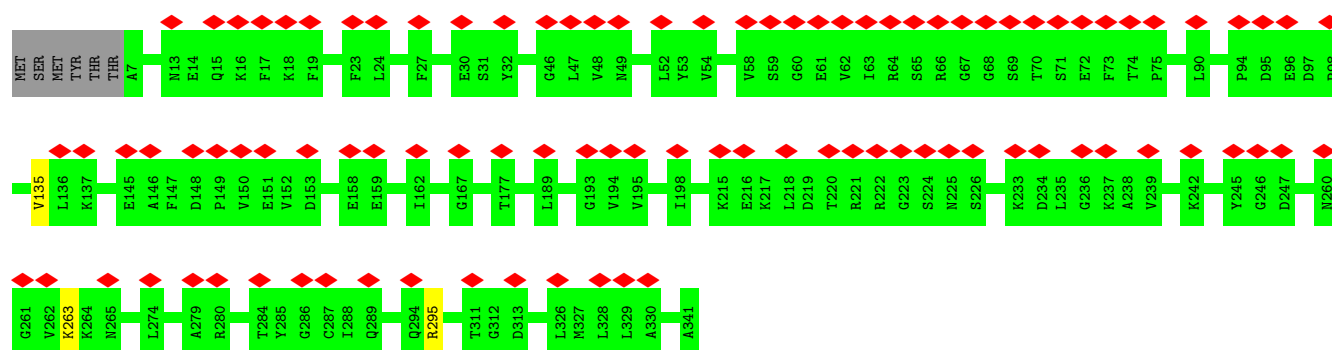 MET SER MET TYR THR THR A7 N13 E14 Q15 K16 F17 K18 F19 F23 L24 F27 E30 S31 Y32 G46 L47 V48 N49 L52 Y53 V54 V58 S59 G60 E61 V62 I63 R64 S65 R66 G67 G68 S69 T70 S71 E72 F73 T74 P75 L90 P94 D95 E96 D97
V135 L136 K137 E145 A146 F147 D148 P149 V150 E151 V152 D153 E158 E159 I162 G167 T177 L189 G193 V194 V195 I198 K215 E216 K217 L218 D219 T220 R221 R222 G223 S224 N225 S226 K233 D234 L235 G236 K237 A238 V239 K242 Y245 G246 D247 N260
G261 V262 K263 K264 N265 L274 A279 R280 T284 Y285 G286 C287 I288 Q289 Q294 R295 T311 G312 D313 L326 M327 L328 L329 A330 A341